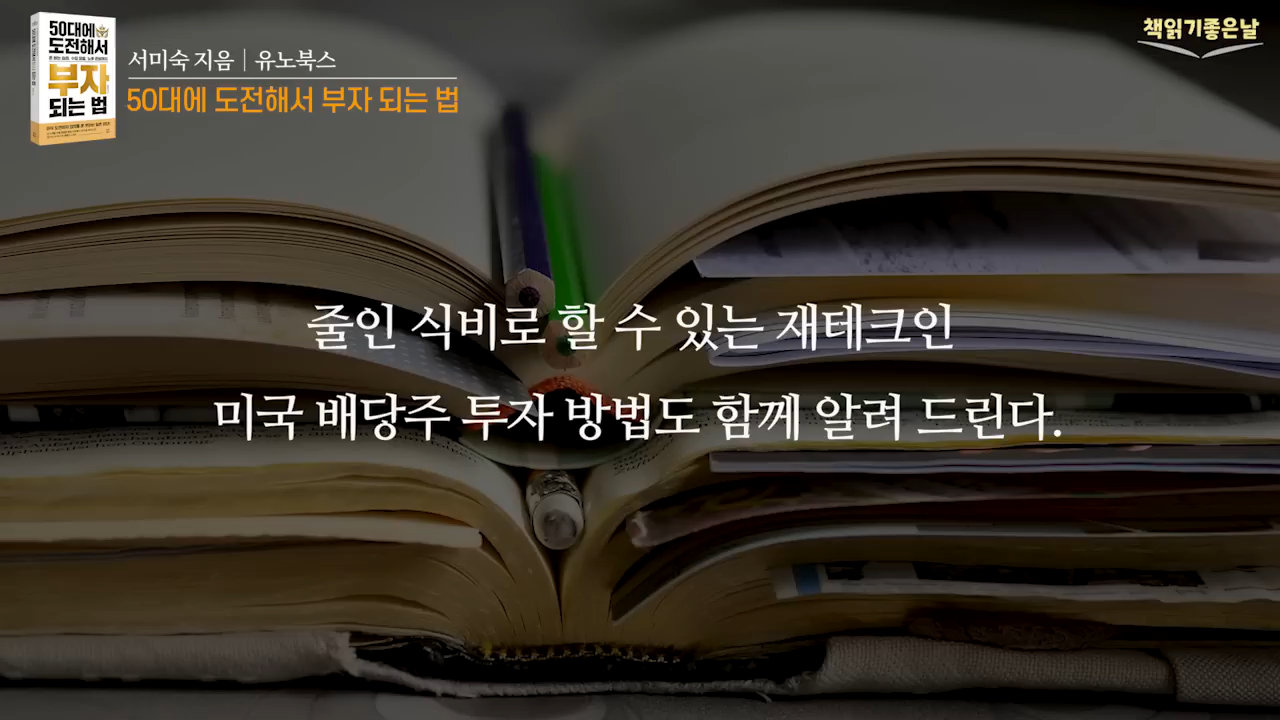 50대에
도전해서
부자
되는 법
서미숙 지음 | 유노북스
50대에 도전해서 부자 되는 법
책읽기좋은날
줄인 식비로 할 수 있는 재테크인
미국 배당주 투자 방법도 함께 알려 드린다.